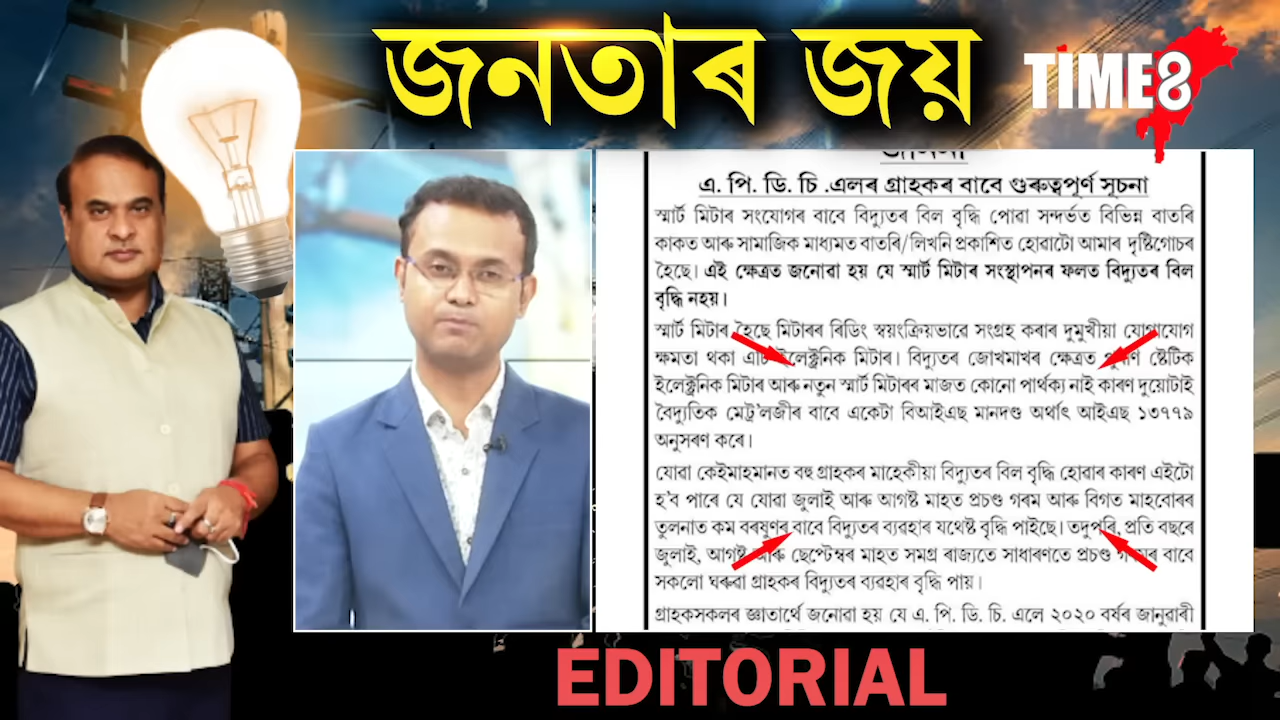 জনতাৰ জয়
TIME8
এ. পি. ডি. চি .এলৰ গ্ৰাহকৰ বাবে গুৰুত্বপূৰ্ণ সূচনা
স্মাৰ্ট মিটাৰ সংযোগৰ বাবে বিদ্যুতৰ বিল বৃদ্ধি পোৱা সন্দৰ্ভত বিভিন্ন বাতৰি
কাকত আৰু সামাজিক মাধ্যমত বাতৰি/লিখনি প্ৰকাশিত হোৱাটো আমাৰ দৃষ্টিগোচৰ
হৈছে। এই ক্ষেত্ৰত জনোৱা হয় যে স্মাৰ্ট মিটাৰ সংস্থাপনৰ ফলত বিদ্যুতৰ বিল
বৃদ্ধি নহয়।
স্মাৰ্ট মিটাৰ হৈছে মিটাৰৰ ৰিডিং স্বয়ংক্ৰিয়ভাৱে সংগ্ৰহ কৰাৰ দুমুখীয়া যোগাযোগ
ক্ষমতা থকা এটি ইলেক্ট্ৰনিক মিটাৰ। বিদ্যুতৰ জোখমাখৰ ক্ষেত্ৰত ষ্টেটিক
ইলেক্ট্ৰনিক মিটাৰ আৰু নতুন স্মাৰ্ট মিটাৰৰ মাজত কোনো পাৰ্থক্য নাই কাৰণ দুয়োটাই
বৈদ্যুতিক মেট্ৰ'লজীৰ বাবে একেটা বিআইএছ মানদণ্ড অৰ্থাৎ আইএছ ১৩৭৭৯
অনুসৰণ কৰে।
যোৱা কেইমাহমানত বহু গ্ৰাহকৰ মাহেকীয়া বিদ্যুতৰ বিল বৃদ্ধি হোৱাৰ কাৰণ এইটো
হ'ব পাৰে যে যোৱা জুলাই আৰু আগষ্ট মাহত প্ৰচণ্ড গৰম আৰু বিগত মাহবোৰৰ
তুলনাত কম বৰষুণৰ বাবে বিদ্যুতৰ ব্যৱহাৰ যথেষ্ট বৃদ্ধি পাইছে। তদুপৰি, প্ৰতি বছৰে
জুলাই, আগষ্ট আৰু ছেপ্টেম্বৰ মাহত সমগ্ৰ ৰাজ্যতে সাধাৰণতে প্ৰচণ্ড গৰমৰ বাবে
সকলো ঘৰুৱা গ্ৰাহকৰ বিদ্যুতৰ ব্যৱহাৰ বৃদ্ধি পায়।
গ্ৰাহকসকলৰ জ্ঞাতাৰ্থে জনোৱা হয় যে এ. পি. ডি. চি. এলে ২০২০ বৰ্ষৰ জানুৱাৰী
EDITORIAL